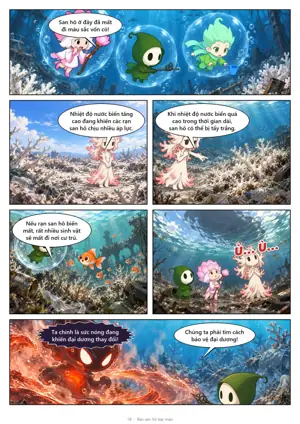 San hô ở đây đã mất
đi màu sắc vốn có!
Nhiệt độ nước biển tăng
cao đang khiến các rạn
san hô chịu nhiều áp lực.
Khi nhiệt độ nước biển quá
cao trong thời gian dài,
san hô có thể bị tẩy trắng.
Nếu rạn san hô biến
mất, rất nhiều sinh vật
sẽ mất đi nơi cư trú.
Ù... Ù...
Ta chính là sức nóng đang
khiến đại dương thay đổi!
Chúng ta phải tìm cách
bảo vệ đại dương!